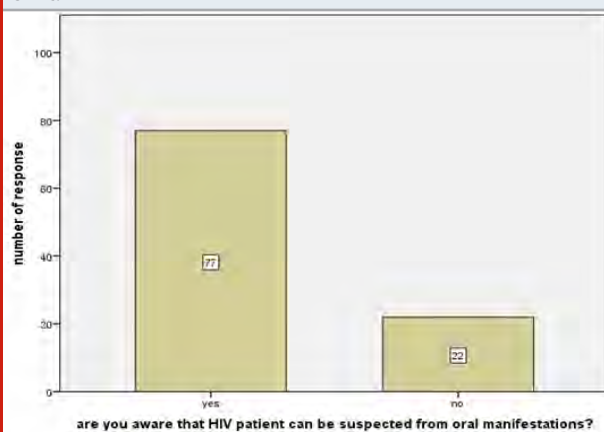 100
80
60
40
20
0
number of response
77
22
yes
no
are you aware that HIV patient can be suspected from oral manifestations?